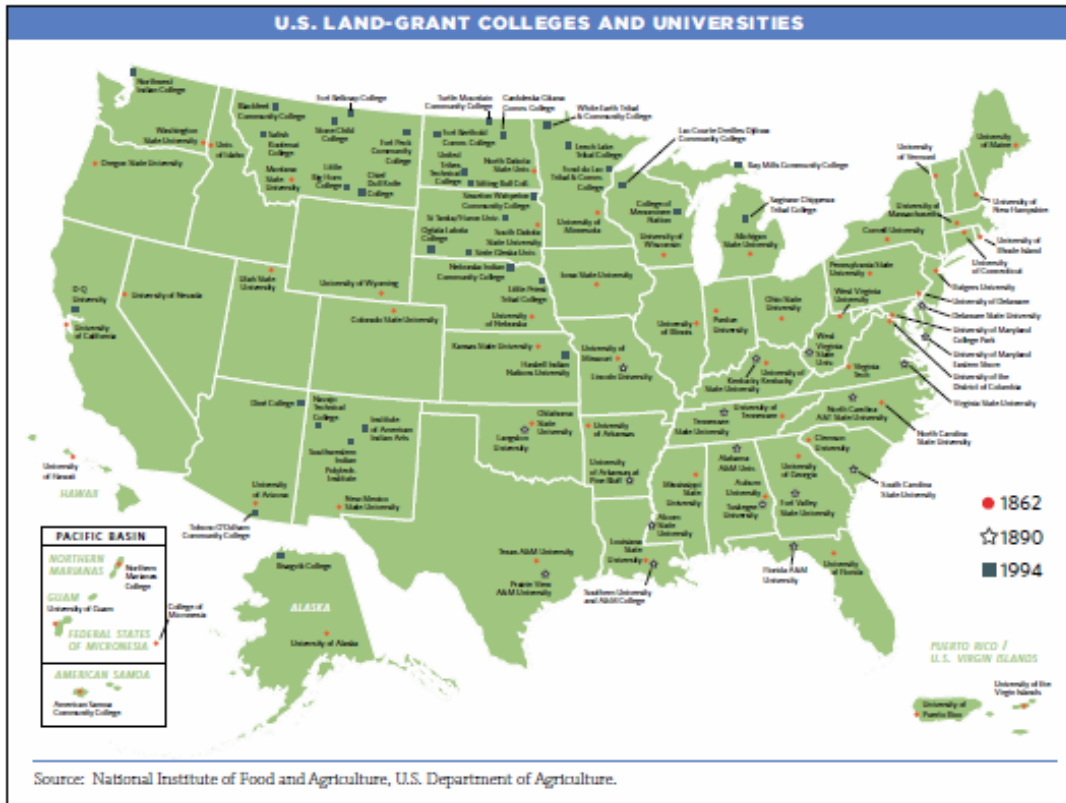 U.S. LAND-GRANT COLLEGES AND UNIVERSITIES
Northwest
Indian College
Washington
State University
Univ.
of Idaho
Oregon State University
Blackfeet
Community College
Fort Belknap College
Salish
Kootenai College
Stone Child
College
Fort Peck
Community
College
Montana
State
University
Little
Big Horn
College
Chief
Dull Knife
College
Turtle Mountain
Community College
Cankdeska Cikana
Comm. College
Fort Berthold
Comm. College
United
Tribes
Technical
College
North Dakota
State Univ.
Sitting Bull Coll.
Sisseton Wahpeton
Community College
Si Tanka/Huron Univ.
Oglala Lakota
College
South Dakota
State University
Sinte Gleska Univ.
White Earth Tribal
& Community College
Leech Lake
Tribal College
Fond du Lac
Tribal & Comm.
College
University of
Minnesota
Lac Courte Oreilles Ojibwa
Community College
College of
Menominee
Nation
University of
Wisconsin
Bay Mills Community College
Saginaw Chippewa
Tribal College
Michigan
State University
University
of Vermont
University
of Maine
University of
New Hampshire
University of
Massachusetts
Cornell University
University of
Rhode Island
University
of Connecticut
Pennsylvania State
University
Rutgers University
University of Delaware
Delaware State University
University of Maryland
College Park
University of Maryland
Eastern Shore
University of the
District of Columbia
Virginia State University
West Virginia
University
West
Virginia
State
Univ.
Virginia
Tech
Nebraska Indian
Community College
Little Priest
Tribal College
University
of Nebraska
Iowa State University
University
of Illinois
Purdue
University
Ohio State
University
D-Q
University
University of
California
University of Nevada
Utah State
University
University of Wyoming
Colorado State University
Kansas State University
Haskell Indian
Nations University
University of
Missouri
Lincoln University
Kentucky
State University
University of
Kentucky
Diné College
Navajo
Technical
College
Institute
of American
Indian Arts
Southwestern
Indian
Polytech.
Institute
University
of Arizona
New Mexico
State University
Tohono O'Odham
Community College
Oklahoma
State
University
Langston
University
University
of Arkansas
University
of Arkansas at
Pine Bluff
Tennessee
State University
University of
Tennessee
North Carolina
A&T State University
North Carolina
State University
Clemson
University
South Carolina
State University
Alabama
A&M Univ.
Auburn
University
Tuskegee
University
University
of Georgia
Fort Valley
State
University
Mississippi
State
University
Alcorn
State
University
Louisiana
State
University
Southern University
and A&M College
Texas A&M University
Prairie View
A&M University
Florida A&M
University
University
of Florida
University
of Hawaii
HAWAII
Ilisagvik College
ALASKA
University of Alaska
PACIFIC BASIN
NORTHERN
MARIANAS
Northern
Marianas
College
GUAM
University of Guam
College of
Micronesia
FEDERAL STATES
OF MICRONESIA
AMERICAN SAMOA
American Samoa
Community College
1862
1890
1994
PUERTO RICO /
U.S. VIRGIN ISLANDS
University of the
Virgin Islands
University of
Puerto Rico
Source: National Institute of Food and Agriculture, U.S. Department of Agriculture.